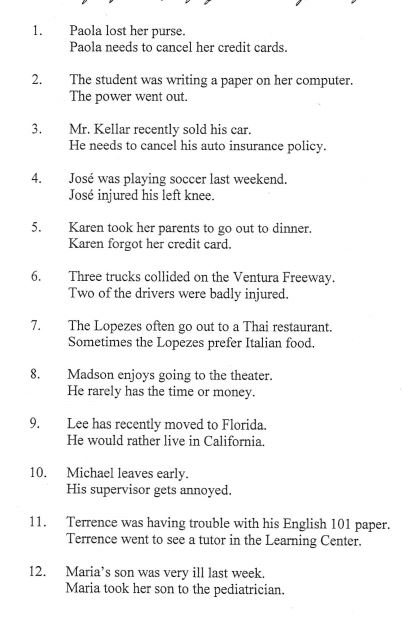 1. Paola lost her purse.
Paola needs to cancel her credit cards.
2. The student was writing a paper on her computer.
The power went out.
3. Mr. Kellar recently sold his car.
He needs to cancel his auto insurance policy.
4. José was playing soccer last weekend.
José injured his left knee.
5. Karen took her parents to go out to dinner.
Karen forgot her credit card.
6. Three trucks collided on the Ventura Freeway.
Two of the drivers were badly injured.
7. The Lopezes often go out to a Thai restaurant.
Sometimes the Lopezes prefer Italian food.
8. Madson enjoys going to the theater.
He rarely has the time or money.
9. Lee has recently moved to Florida.
He would rather live in California.
10. Michael leaves early.
His supervisor gets annoyed.
11. Terrence was having trouble with his English 101 paper.
Terrence went to see a tutor in the Learning Center.
12. Maria's son was very ill last week.
Maria took her son to the pediatrician.